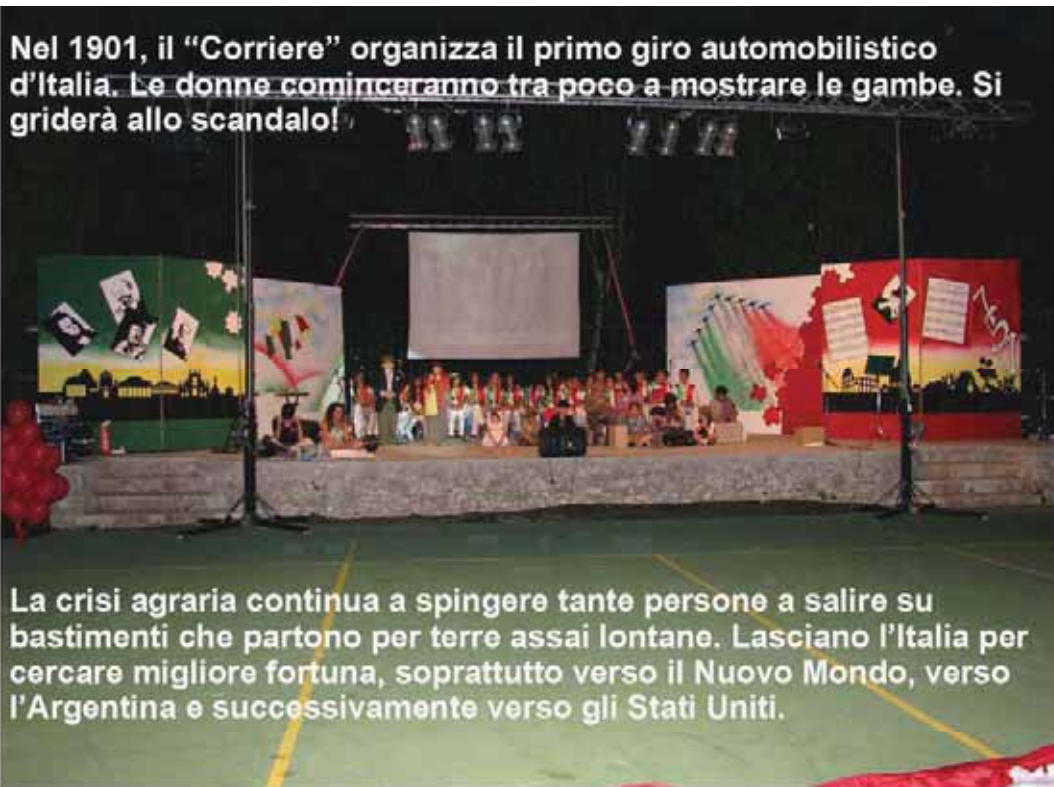 Nel 1901, il “Corriere” organizza il primo giro automobilistico
d’Italia. Le donne cominceranno tra poco a mostrare le gambe. Si
griderà allo scandalo!
La crisi agraria continua a spingere tante persone a salire su
bastimenti che partono per terre assai lontane. Lasciano l’Italia per
cercare migliore fortuna, soprattutto verso il Nuovo Mondo, verso
l’Argentina e successivamente verso gli Stati Uniti.